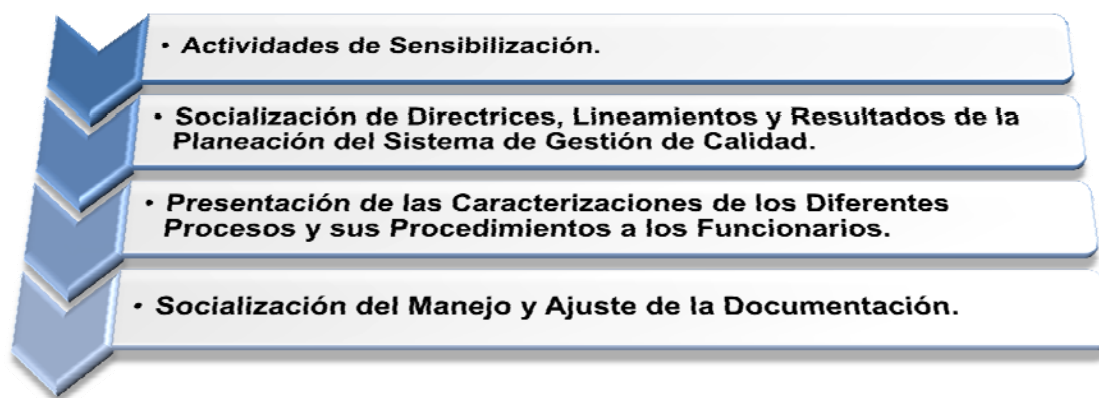 • Actividades de Sensibilización.
• Socialización de Directrices, Lineamientos y Resultados de la
Planeación del Sistema de Gestión de Calidad.
• Presentación de las Caracterizaciones de los Diferentes
Procesos y sus Procedimientos a los Funcionarios.
• Socialización del Manejo y Ajuste de la Documentación.